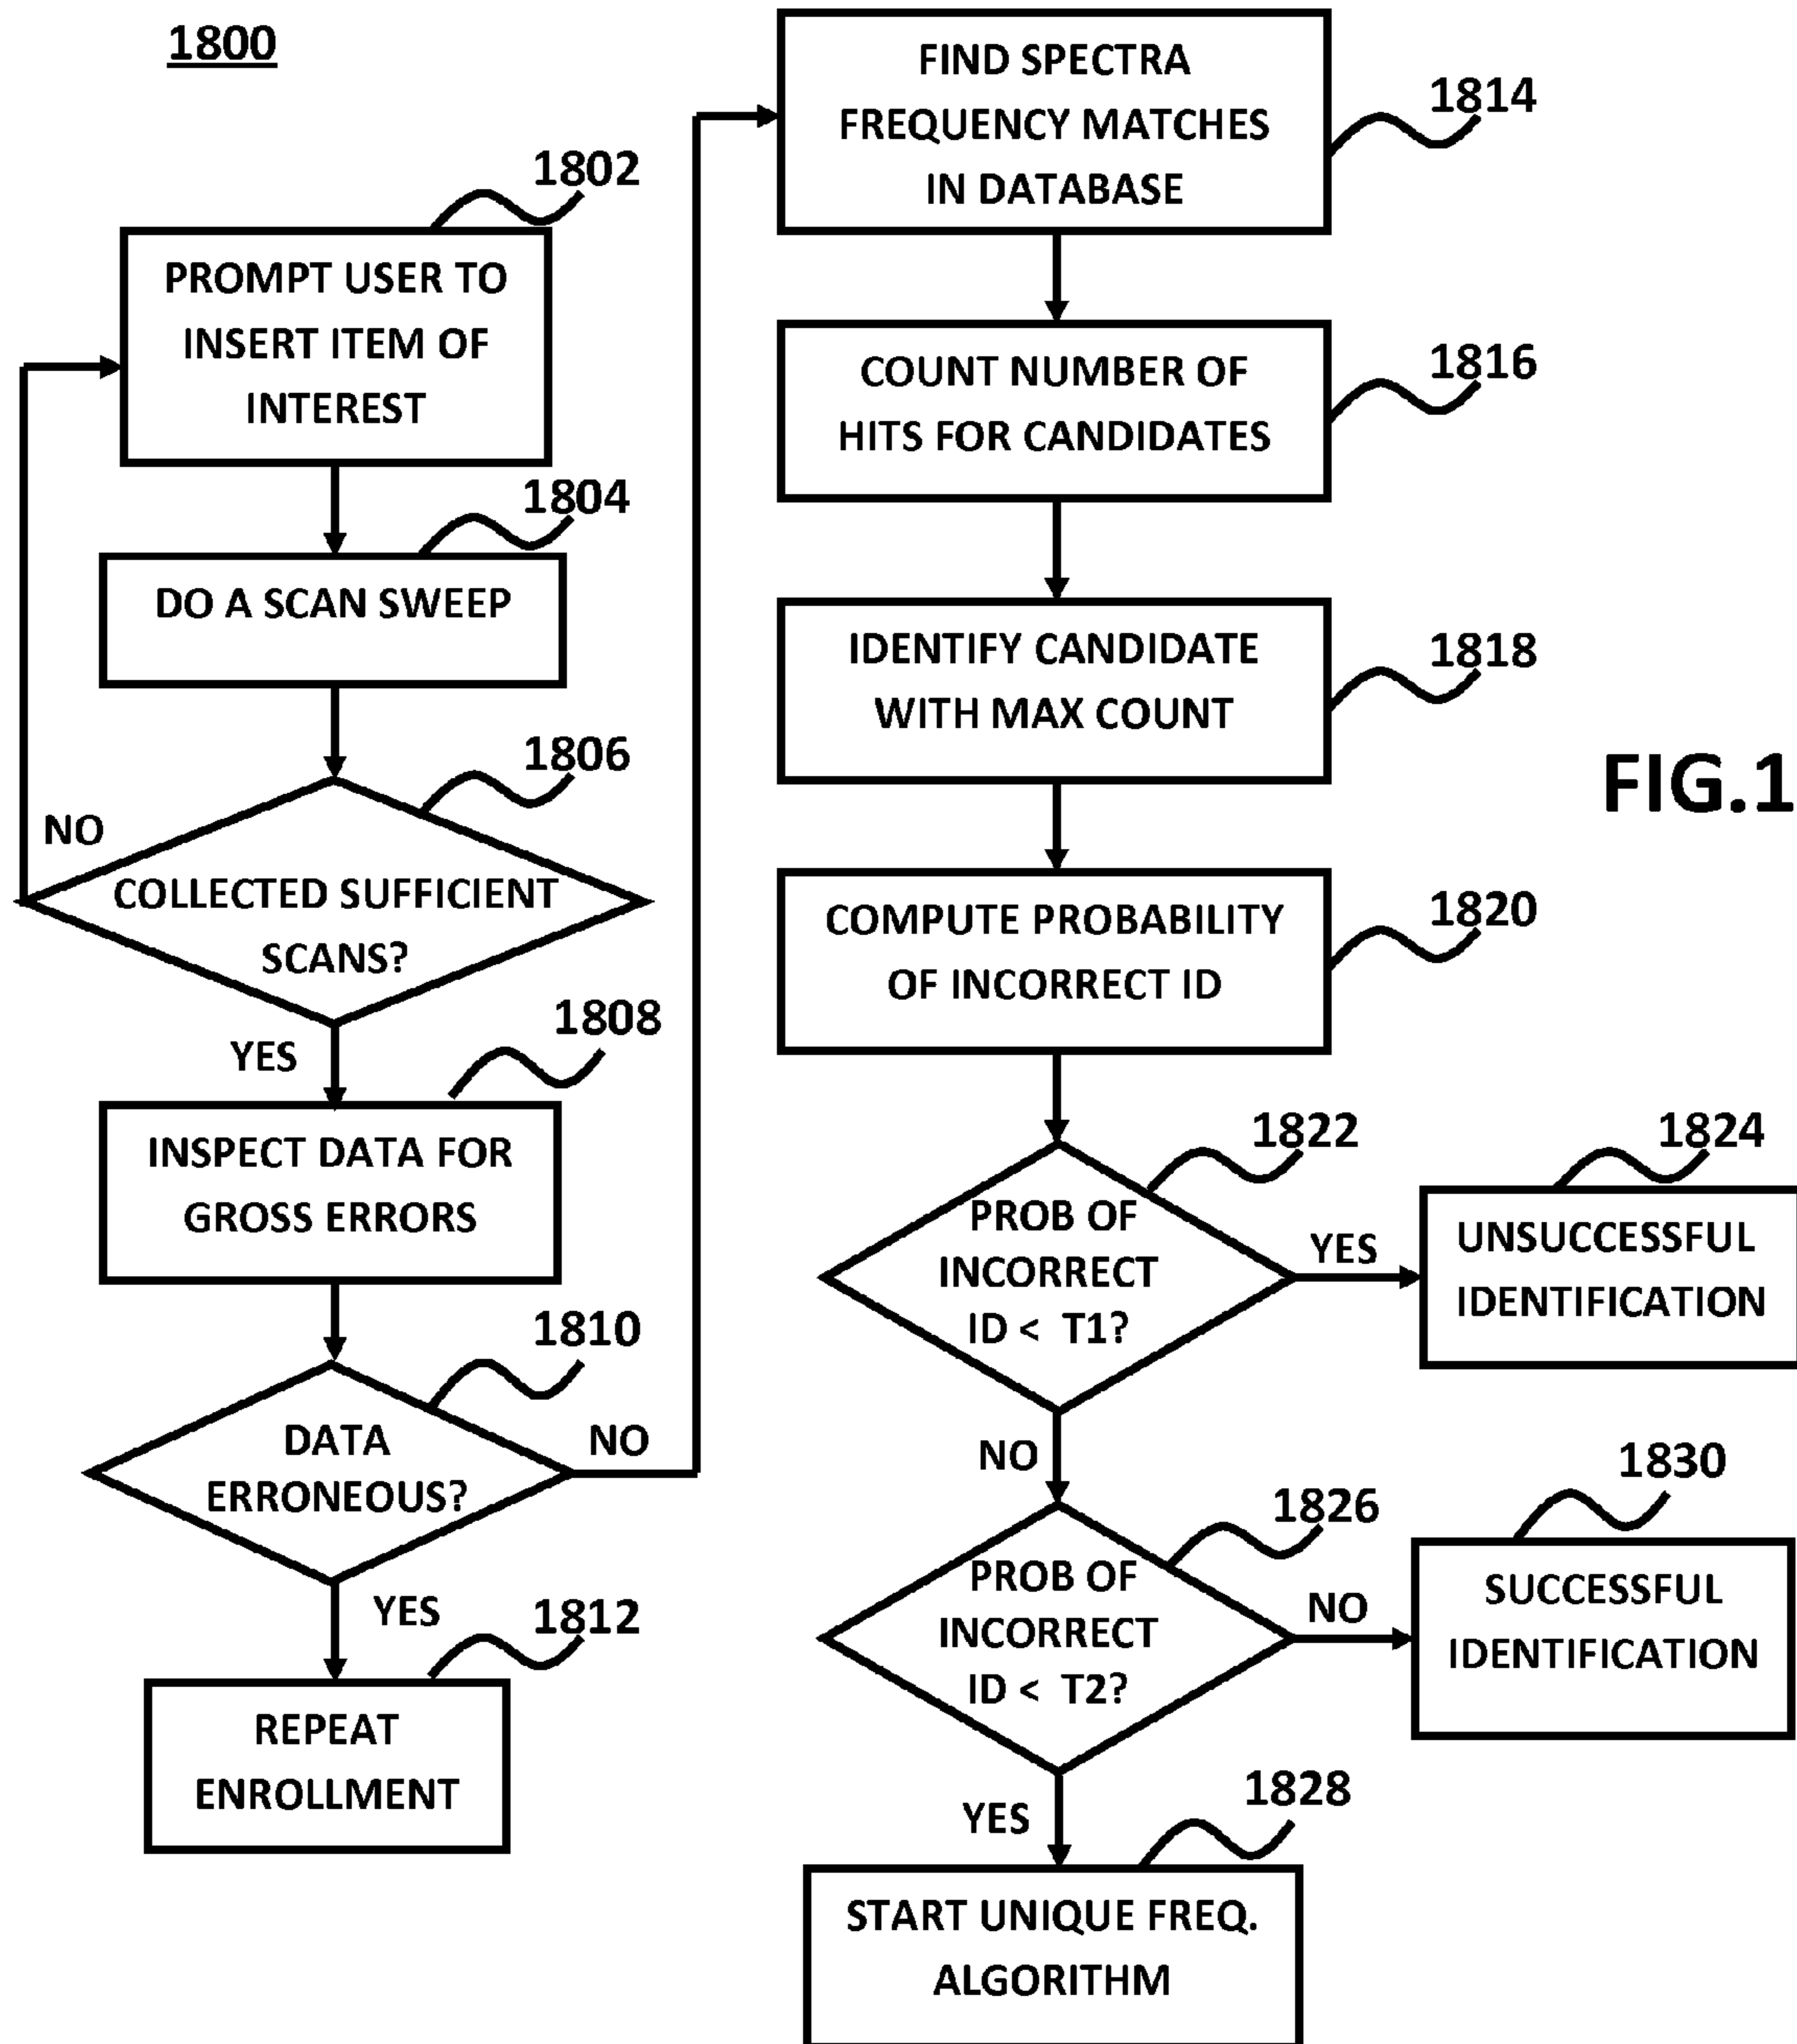 1800
1802
PROMPT USER TO
INSERT ITEM OF
INTEREST
1804
DO A SCAN SWEEP
1806
NO
COLLECTED SUFFICIENT
SCANS?
YES
1808
INSPECT DATA FOR
GROSS ERRORS
1810
DATA
ERRONEOUS?
NO
YES
1812
REPEAT
ENROLLMENT
FIND SPECTRA
FREQUENCY MATCHES
IN DATABASE
1814
COUNT NUMBER OF
HITS FOR CANDIDATES
1816
IDENTIFY CANDIDATE
WITH MAX COUNT
1818
FIG.1
COMPUTE PROBABILITY
OF INCORRECT ID
1820
1822
PROB OF
INCORRECT
ID < T1?
YES
1824
UNSUCCESSFUL
IDENTIFICATION
NO
1826
PROB OF
INCORRECT
ID < T2?
NO
1830
SUCCESSFUL
IDENTIFICATION
YES
1828
START UNIQUE FREQ.
ALGORITHM